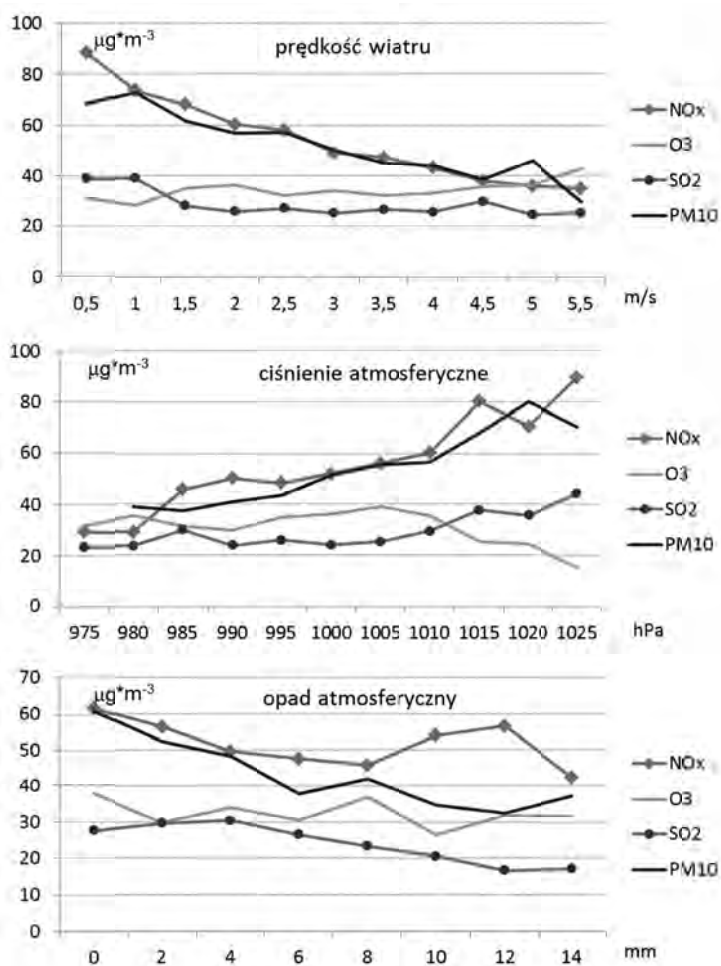 100
µg*m-3
prędkość wiatru
80
60
40
20
0
NOx
O3
SO2
PM10
0,5 1 1,5 2 2,5 3 3,5 4 4,5 5 5,5 m/s
100
µg*m-3
ciśnienie atmosferyczne
80
60
40
20
0
NOx
O3
SO2
PM10
975 980 985 990 995 1000 1005 1010 1015 1020 1025 hPa
70
µg*m-3
opad atmosferyczny
60
50
40
30
20
10
0
NOx
O3
SO2
PM10
0 2 4 6 8 10 12 14 mm